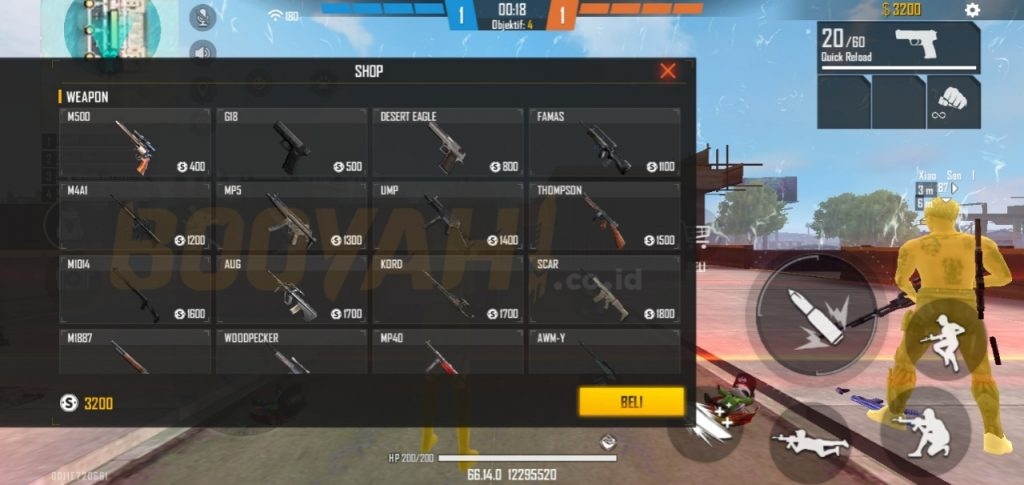 180
1
00:18
1
Objektif: 4
$ 3200
20/60
Quick Reload
SHOP
WEAPON
M500
400
G18
500
DESERT EAGLE
800
FAMAS
1100
M4A1
1200
MP5
1300
UMP
1400
THOMPSON
1500
M1014
1600
AUG
1700
KORD
1700
SCAR
1800
M1887
WOODPECKER
MP40
AWM-Y
BOOYAH!
.co.id
S 3200
BELI
3 m
87
6 m
HP 200/200
66.14.0 12295520